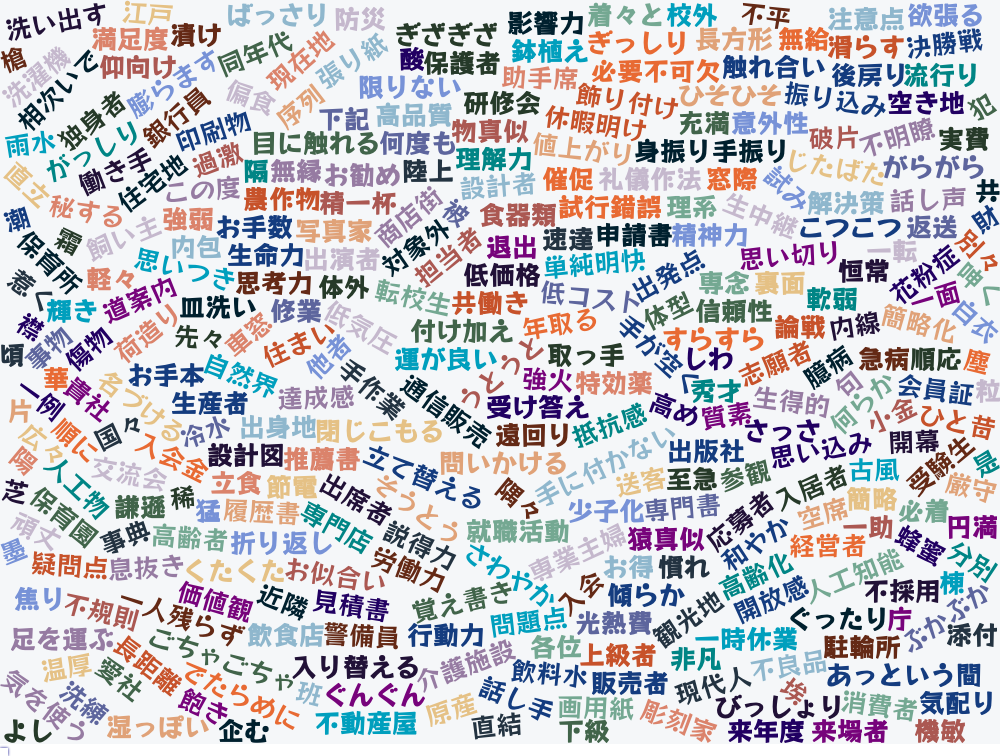 洗い出す
江戸
ばっさり
防災
ぎざぎざ
影響力
着々と
校外
不平
注意点
欲張る
満足度
漬け
同年代
現在地
張り紙
酸
保護者
鉢植え
ぎっしり
長方形
無給
滑らす
決勝戦
槍
洗濯機
相次いで
仰向け
膨らます
偏食
序列
限りない
助手席
必要不可欠
触れ合い
後戻り
流行り
雨水
独身者
銀行員
印刷物
下記
高品質
研修会
飾り付け
ひそひそ
振り込み
空き地
犯
がっしり
目に触れる
何度も
物真似
休暇明け
充満
意外性
破片
不明瞭
実費
直立
働き手
住宅地
過激
隔
無縁
お勧め
陸上
理解力
値上がり
身振り手振り
じたばた
がらがら
秘する
この度
農作物
精一杯
設計者
催促
礼儀作法
窓際
試み
解決策
話し声
共
潮
霜
飼い主
強弱
お手数
写真家
商店街
被
食器類
試行錯誤
理系
生中継
こつこつ
返送
財
保育所
内包
生命力
出演者
対象外
担当者
退出
速達
申請書
精神力
思い切り
一転
別々
煮く
軽々
思いつき
思考力
体外
低価格
単純明快
出発点
専念
裏面
恒常
花粉症
輝き
道案内
皿洗い
修業
低気圧
転校生
共働き
低コスト
体型
信頼性
軟弱
一面
白衣
襟
事物
傷物
荷造り
先々
車窓
住まい
他者
付け加え
年取る
手が空く
すらすら
論戦
内線
簡略化
頃
華
貴社
名づける
お手本
自然界
手作業
運が良い
うとうと
取っ手
しわ
志願者
臆病
急病
順応
塵
一例
片
生産者
達成感
通信販売
強火
特効薬
秀才
生得的
句
会員証
粒
広々
順に
国々
冷水
出身地
閉じこもる
受け答え
遠回り
抵抗感
高め
質素
さっさ
何らか
小金
ひと昔
陽
人工物
交流会
入会金
設計図
推薦書
立て替える
問いかける
手に付かない
出版社
思い込み
開幕
受験生
是
芝
保育園
謙遜
稀
立食
節電
出席者
そうとう
隅々
送客
至急
参観
入居者
古風
厳守
頑丈
墨
事典
高齢者
猛
履歴書
折り返し
専門店
説得力
就職活動
少子化
専門書
応募者
空席
簡略
必着
円満
疑問点
息抜き
くたくた
お似合い
労働力
さわやか
専業主婦
猿真似
和やか
経営者
一助
蜂蜜
分別
焦り
不規則
一人残らず
価値観
近隣
見積書
覚え書き
入会
お得
慣れ
傾らか
高齢化
開放感
人工知能
不採用
棟
ぶかぶか
足を運ぶ
ごちゃごちゃ
飲食店
警備員
行動力
問題点
光熱費
観光地
一時休業
ぐったり
庁
駐輪所
添付
温厚
愛社
長距離
入り替える
介護施設
各位
上級者
非凡
不良品
あっという間
気を使う
洗練
でたらめに
飽き
班
ぐんぐん
原産
話し手
飲料水
販売者
現代人
埃
びっしょり
消費者
気配り
よし
湿っぽい
企む
不動産屋
直結
下級
画用紙
彫刻家
来年度
来場者
機敏